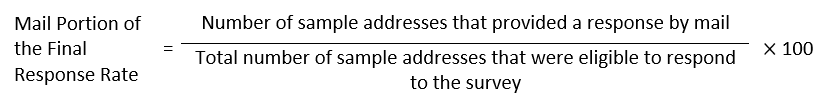 Mail Portion of
the Final
Response Rate
=
Number of sample addresses that provided a response by mail
Total number of sample addresses that were eligible to respond
to the survey
× 100